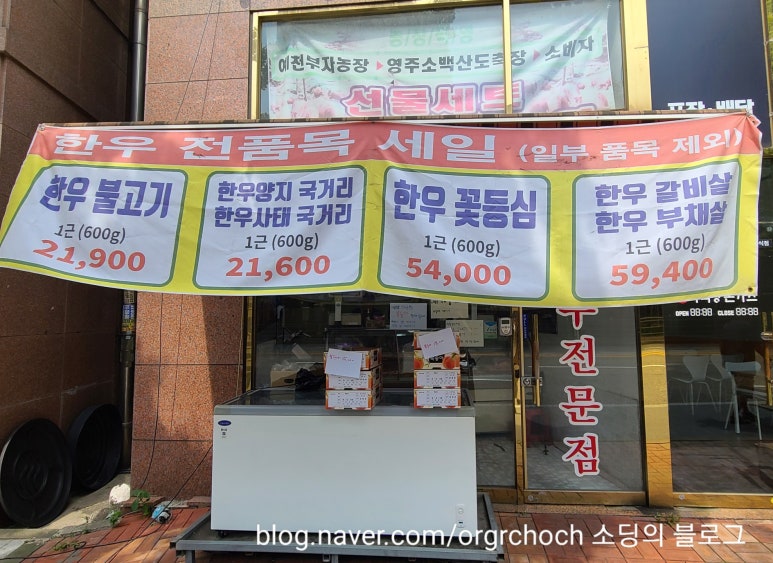 예천부자농장 ▶ 영주소백산도축장 ▶ 소비자
선물세트
포장 배달
한우 전품목 세일 (일부 품목 제외)
한우 불고기
1근 (600g)
21,900
한우양지 국거리
한우사태 국거리
1근 (600g)
21,600
한우 꽃등심
1근 (600g)
54,000
한우 갈비살
한우 부채살
1근 (600g)
59,400
OPEN 88:88 CLOSE 88:88
우전문점
blog.naver.com/orgrchoch 소딩의 블로그